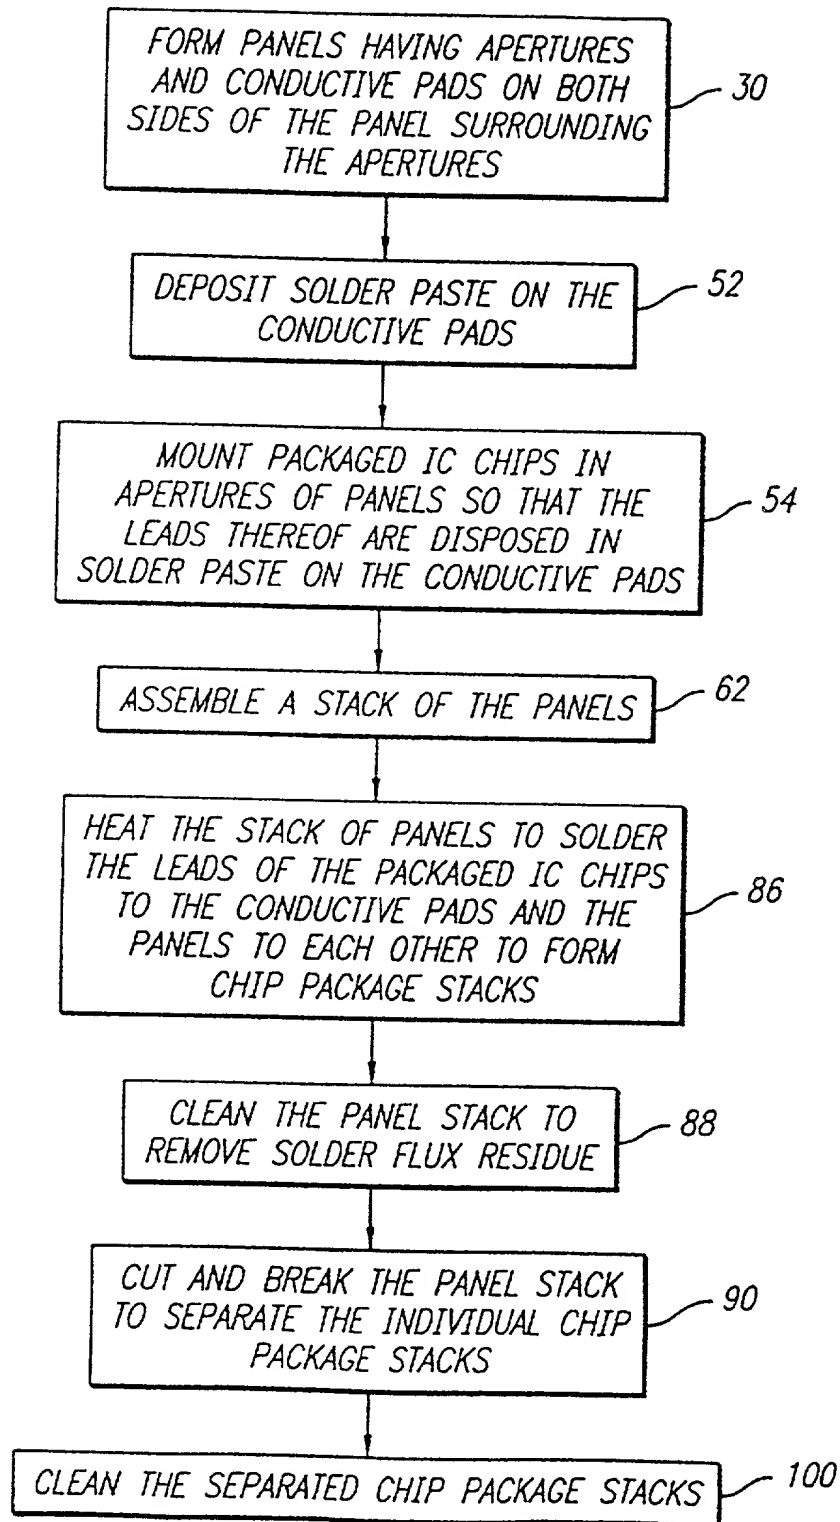 FORM PANELS HAVING APERTURES
AND CONDUCTIVE PADS ON BOTH
SIDES OF THE PANEL SURROUNDING
THE APERTURES
30
DEPOSIT SOLDER PASTE ON THE
CONDUCTIVE PADS
52
MOUNT PACKAGED IC CHIPS IN
APERTURES OF PANELS SO THAT THE
LEADS THEREOF ARE DISPOSED IN
SOLDER PASTE ON THE CONDUCTIVE PADS
54
ASSEMBLE A STACK OF THE PANELS
62
HEAT THE STACK OF PANELS TO SOLDER
THE LEADS OF THE PACKAGED IC CHIPS
TO THE CONDUCTIVE PADS AND THE
PANELS TO EACH OTHER TO FORM
CHIP PACKAGE STACKS
86
CLEAN THE PANEL STACK TO
REMOVE SOLDER FLUX RESIDUE
88
CUT AND BREAK THE PANEL STACK
TO SEPARATE THE INDIVIDUAL CHIP
PACKAGE STACKS
90
CLEAN THE SEPARATED CHIP PACKAGE STACKS
100